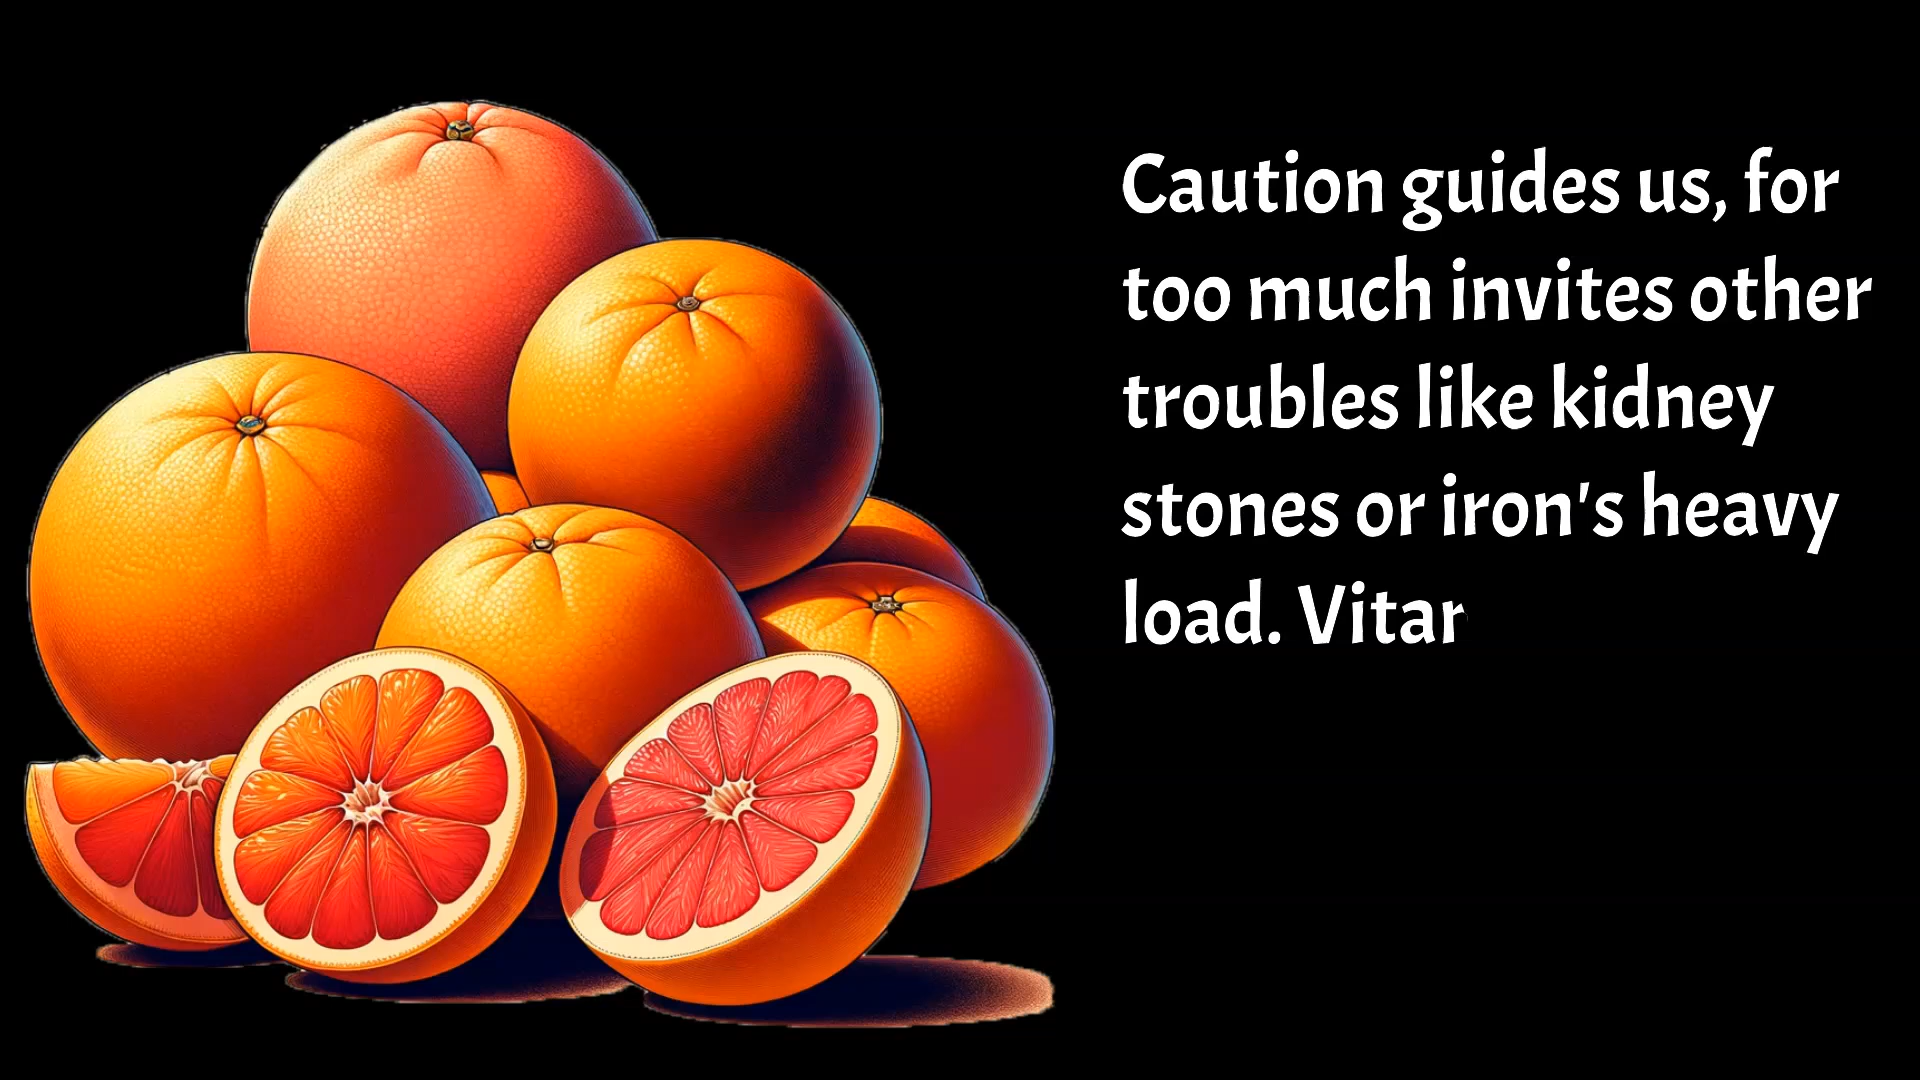 Caution guides us, for
too much invites other
troubles like kidney
stones or iron's heavy
load. Vitar